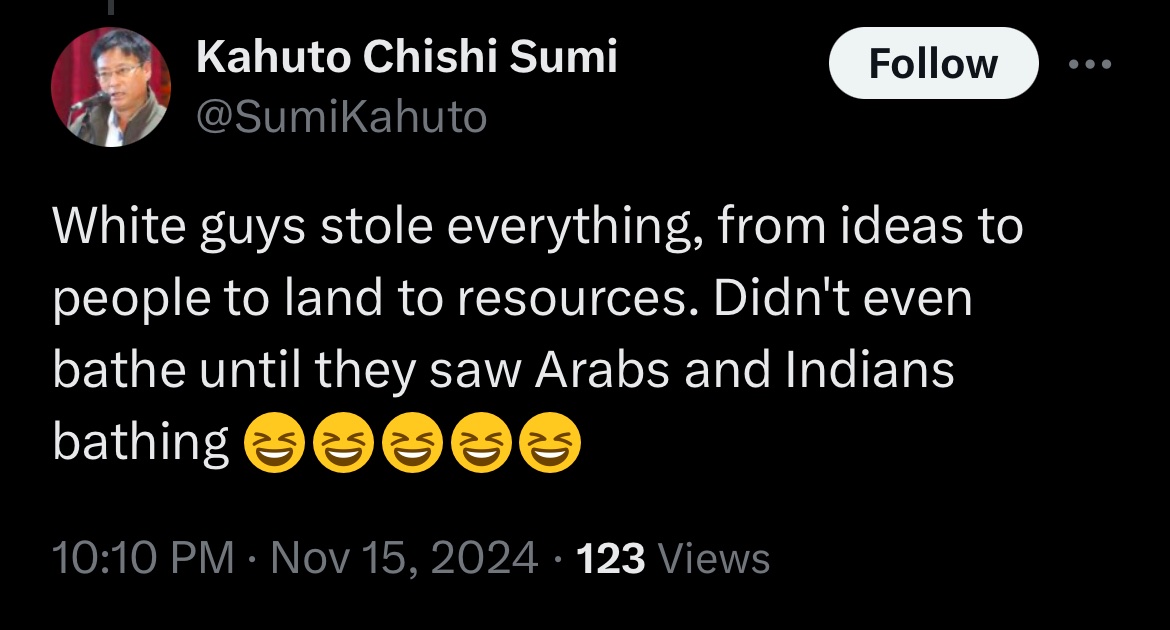 Kahuto Chishi Sumi
@SumiKahuto
Follow
White guys stole everything, from ideas to
people to land to resources. Didn't even
bathe until they saw Arabs and Indians
bathing 😆😆😆😆😆
10:10 PM · Nov 15, 2024 · 123 Views